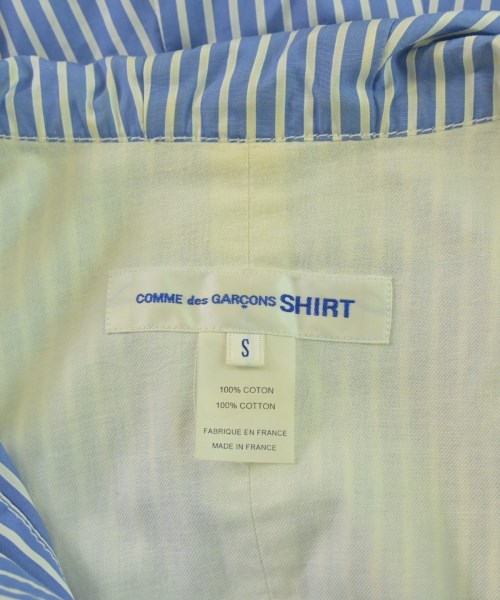 COMME des GARÇONS SHIRT
S
100% COTON
100% COTTON
FABRIQUE EN FRANCE
MADE IN FRANCE